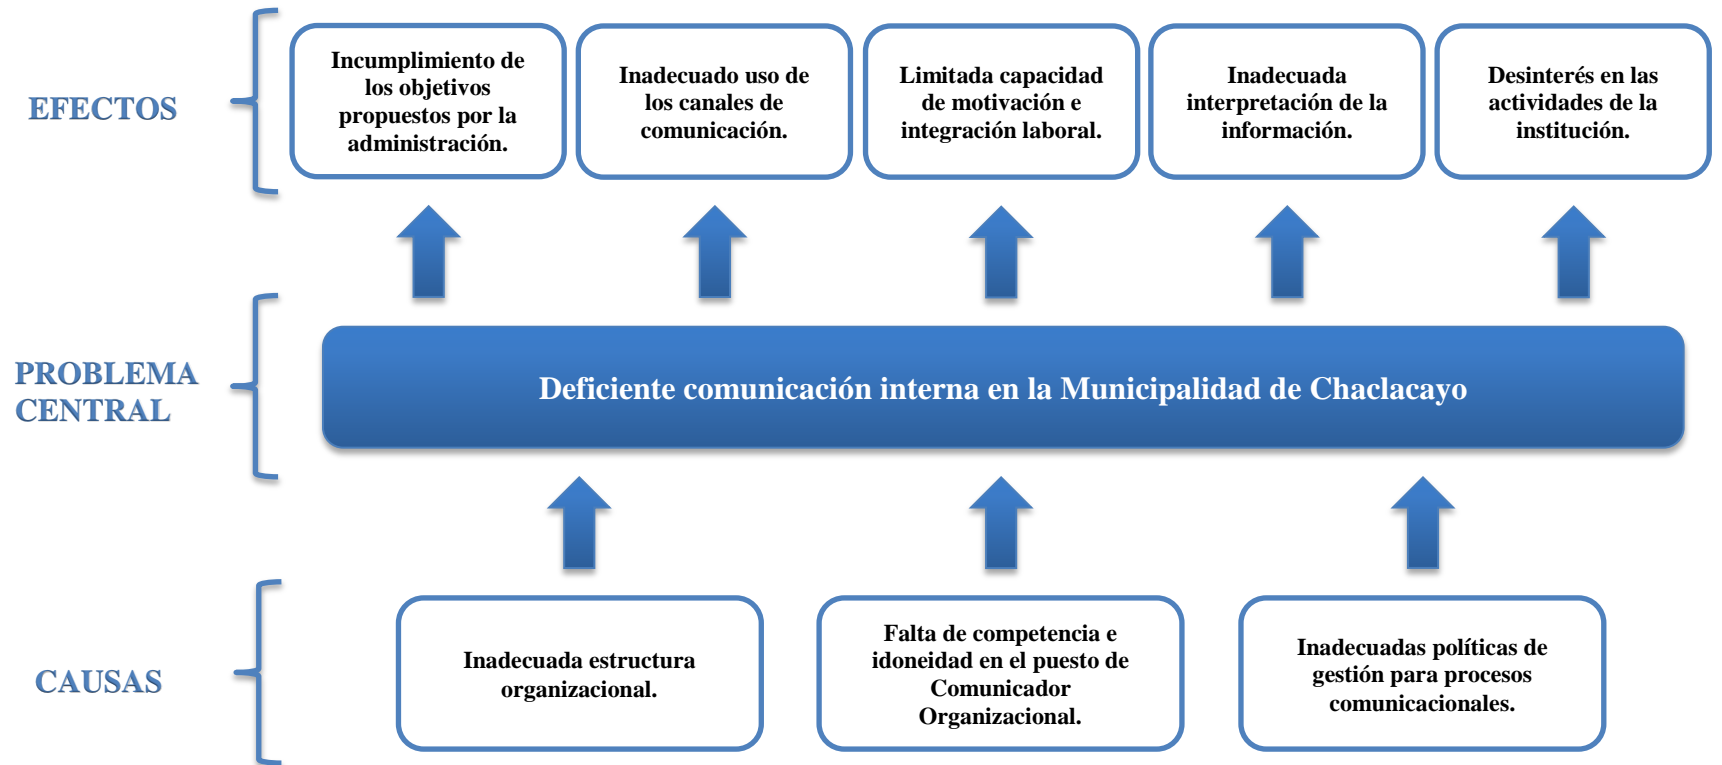 EFECTOS
Incumplimiento de
los objetivos
propuestos por la
administración.
Inadecuado uso de
los canales de
comunicación.
Limitada capacidad
de motivación e
integración laboral.
Inadecuada
interpretación de la
información.
Desinterés en las
actividades de la
institución.
PROBLEMA
CENTRAL
Deficiente comunicación interna en la Municipalidad de Chaclacayo
CAUSAS
Inadecuada estructura
organizacional.
Falta de competencia e
idoneidad en el puesto de
Comunicador
Organizacional.
Inadecuadas políticas de
gestión para procesos
comunicacionales.